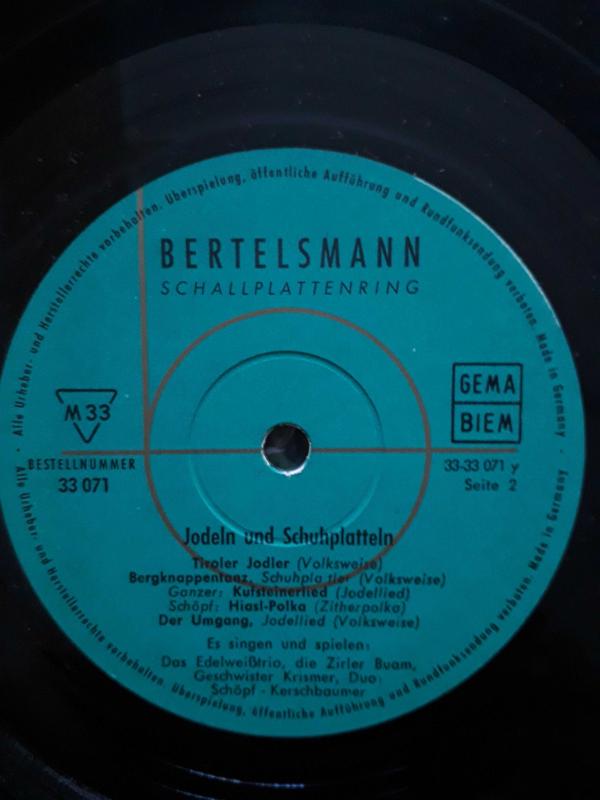 Alle Urheber- und Herstellerrechte vorbehalten. Überspielung, öffentliche Aufführung und Rundfunksendung verboten. Made in Germany
BERTELSMANN
SCHALLPLATTENRING
M 33
GEMA
BIEM
BESTELLNUMMER
33 071
33-33 071 y
Seite 2
Jodeln und Schuhplatteln
Tiroler Jodler (Volksweise)
Bergknappentanz, Schuhpla tler (Volksweise)
Ganzer: Kufsteinerlied (Jodellied)
Schöpf: Hiasl-Polka (Zitherpolka)
Der Umgang, Jodellied (Volksweise)
Es singen und spielen:
Das Edelweißtrio, die Zirler Buam,
Geschwister Krismer, Duo:
Schöpf - Kerschbaumer
Alle Urheber- und Herstellerrechte vorbehalten. Überspielung, öffentliche Aufführung und Rundfunksendung verboten. Made in Germany